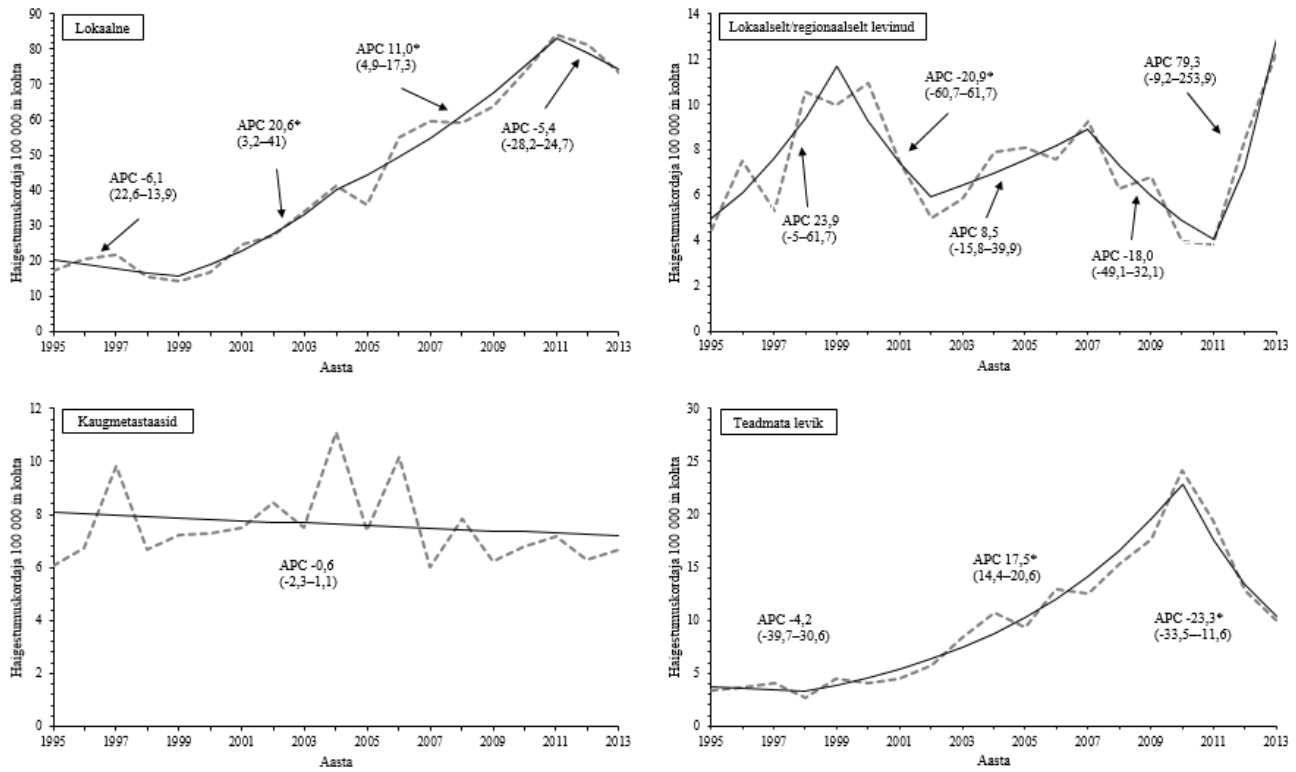 Lokaalne
Haigestumuskordaja 100 000 in kohta
90
80
70
60
50
40
30
20
10
0
APC -6,1
(22,6–13,9)
APC 20,6*
(3,2–41)
APC 11,0*
(4,9–17,3)
APC -5,4
(-28,2–24,7)
1995 1997 1999 2001 2003 2005 2007 2009 2011 2013
Aasta
Lokaalselt/regionaalselt levinud
Haigestumuskordaja 100 000 in kohta
14
12
10
8
6
4
2
0
APC 23,9
(-5–61,7)
APC -20,9*
(-60,7–61,7)
APC 8,5
(-15,8–39,9)
APC -18,0
(-49,1–32,1)
APC 79,3
(-9,2–253,9)
1995 1997 1999 2001 2003 2005 2007 2009 2011 2013
Aasta
Kaugmetastaasid
Haigestumuskordaja 100 000 in kohta
12
10
8
6
4
2
0
APC -0,6
(-2,3–1,1)
1995 1997 1999 2001 2003 2005 2007 2009 2011 2013
Aasta
Teadmata levik
Haigestumuskordaja 100 000 in kohta
30
25
20
15
10
5
0
APC -4,2
(-39,7–30,6)
APC 17,5*
(14,4–20,6)
APC -23,3*
(-33,5–-11,6)
1995 1997 1999 2001 2003 2005 2007 2009 2011 2013
Aasta